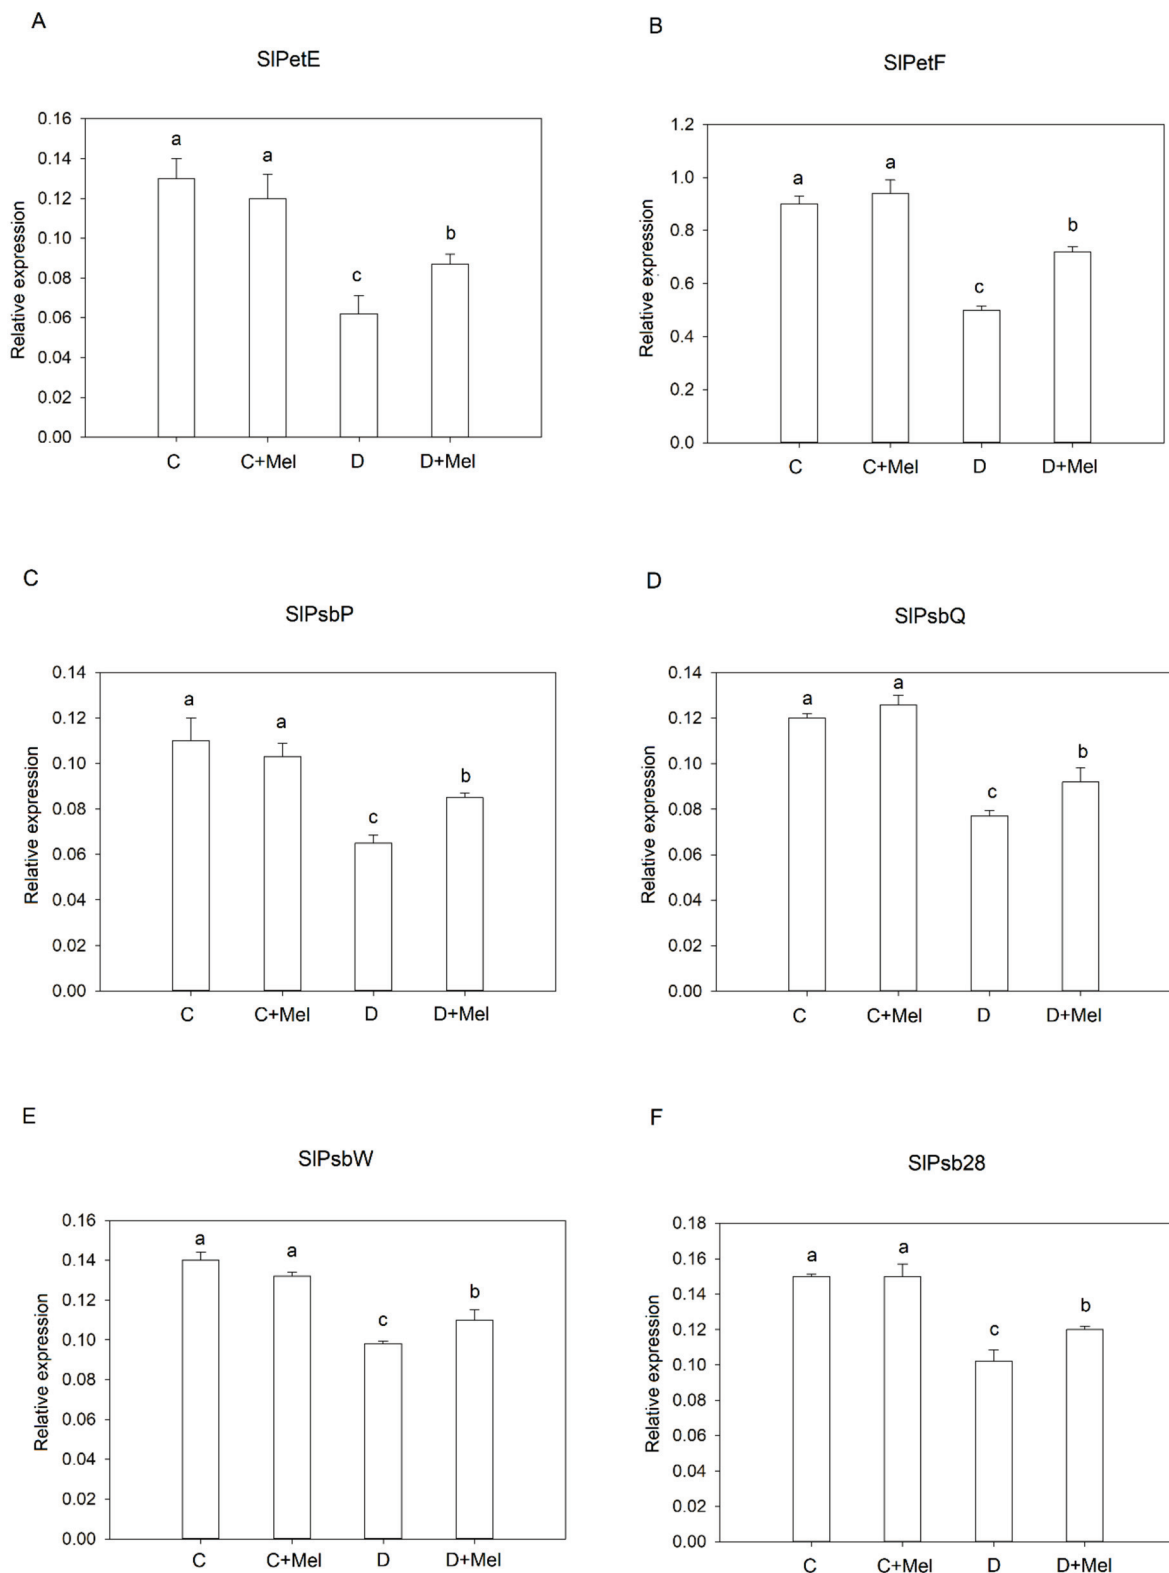 A
SlPetE
0.16
0.14
0.12
0.10
0.08
0.06
0.04
0.02
0.00
Relative expression
a
a
c
b
C
C+Mel
D
D+Mel
B
SlPetF
1.2
1.0
0.8
0.6
0.4
0.2
0.0
Relative expression
a
a
c
b
C
C+Mel
D
D+Mel
C
SlPsbP
0.14
0.12
0.10
0.08
0.06
0.04
0.02
0.00
Relative expression
a
a
c
b
C
C+Mel
D
D+Mel
D
SlPsbQ
0.14
0.12
0.10
0.08
0.06
0.04
0.02
0.00
Relative expression
a
a
c
b
C
C+Mel
D
D+Mel
E
SlPsbW
0.16
0.14
0.12
0.10
0.08
0.06
0.04
0.02
0.00
Relative expression
a
a
c
b
C
C+Mel
D
D+Mel
F
SlPsb28
0.18
0.16
0.14
0.12
0.10
0.08
0.06
0.04
0.02
0.00
Relative expression
a
a
c
b
C
C+Mel
D
D+Mel